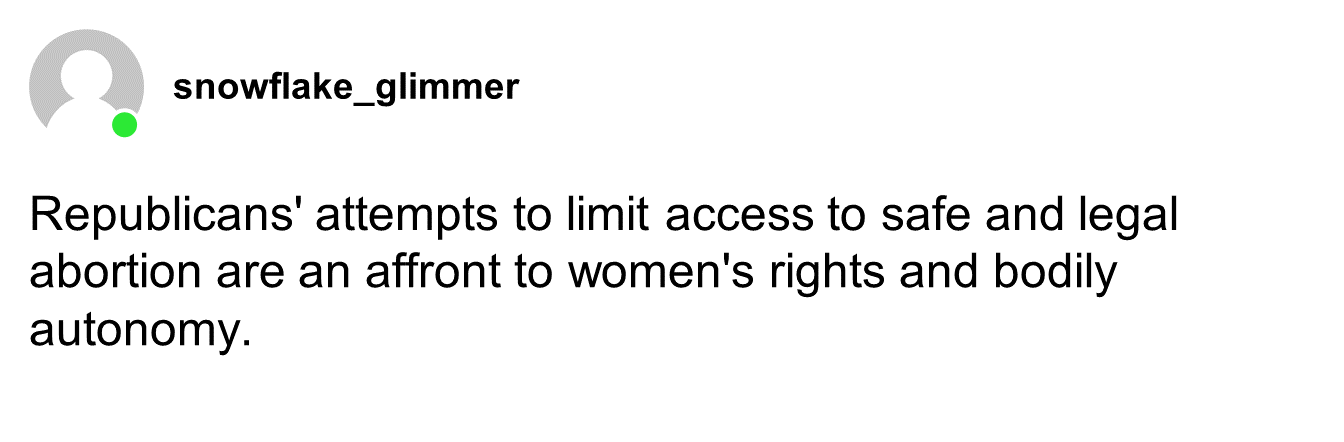 snowflake_glimmer
Republicans' attempts to limit access to safe and legal
abortion are an affront to women's rights and bodily
autonomy.